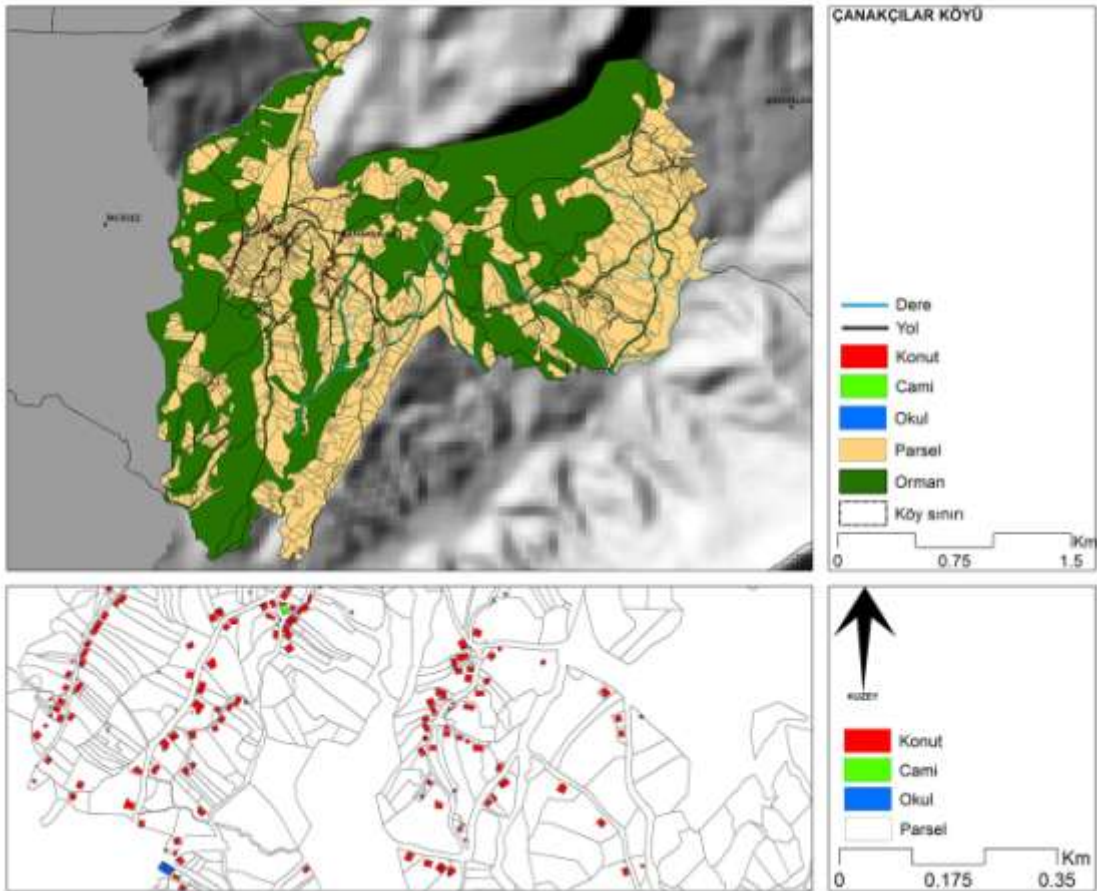 ÇANAKÇILAR KÖYÜ
Dere
Yol
Konut
Cami
Okul
Parsel
Orman
Köy sınırı
Km
0 0.75 1.5
KUZEY
Konut
Cami
Okul
Parsel
Km
0 0.175 0.35